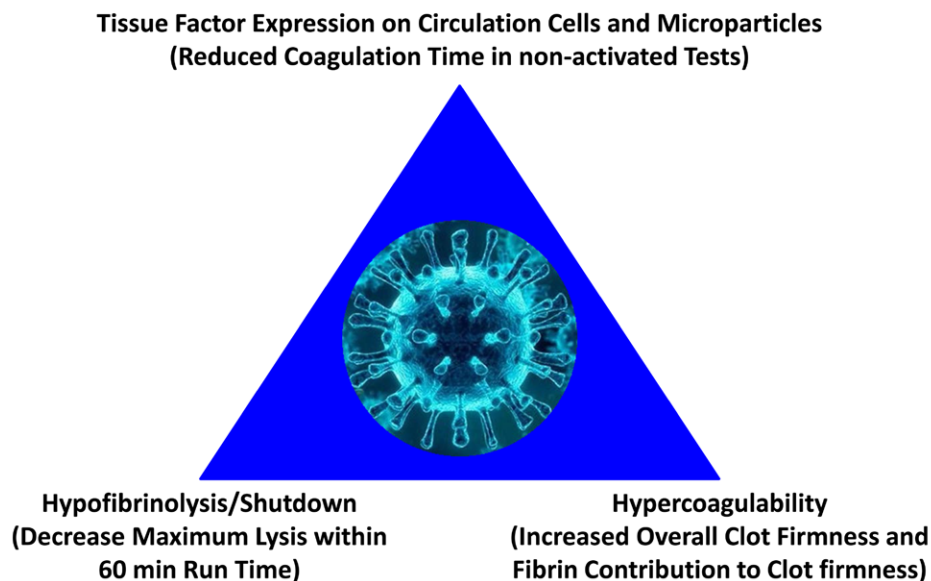 Tissue Factor Expression on Circulation Cells and Microparticles
(Reduced Coagulation Time in non-activated Tests)
Hypofibrinolysis/Shutdown
(Decrease Maximum Lysis within
60 min Run Time)
Hypercoagulability
(Increased Overall Clot Firmness and
Fibrin Contribution to Clot firmness)